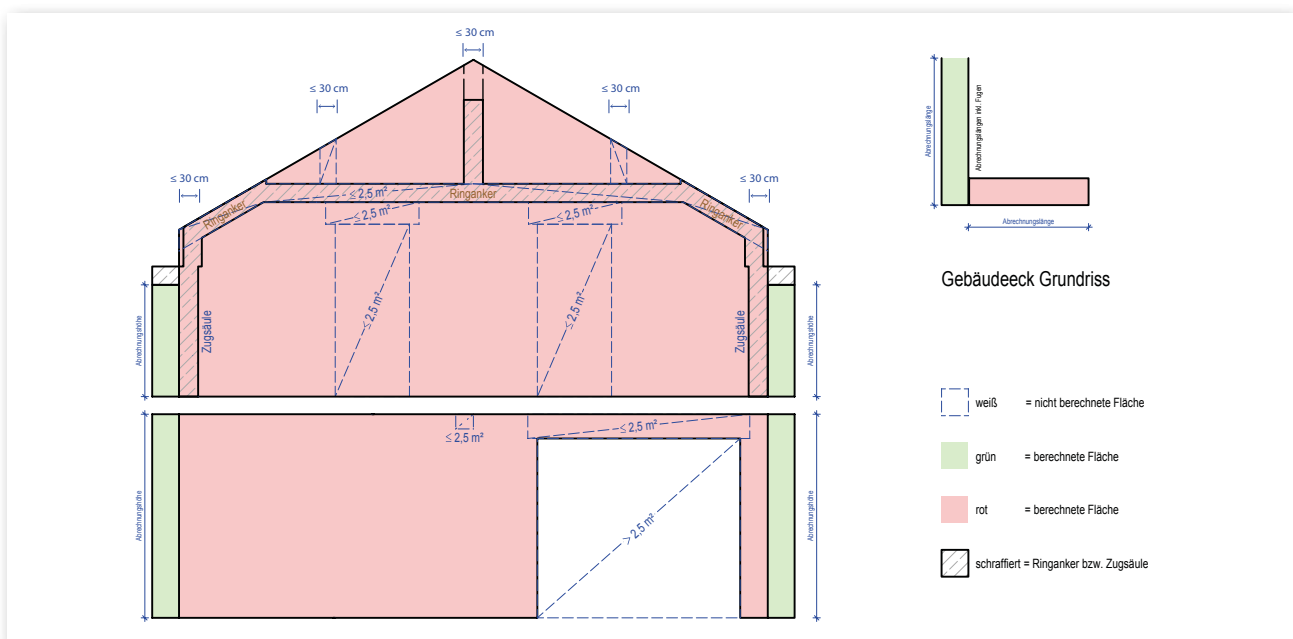 ≤ 30 cm
≤ 30 cm
≤ 30 cm
≤ 30 cm
≤ 30 cm
≤ 2,5 m²
Ringanker
Ringanker
Ringanker
≤ 2,5 m²
≤ 2,5 m²
Abrechnungshöhe
Zugsäule
≤ 2,5 m²
≤ 2,5 m²
Zugsäule
Abrechnungshöhe
≤ 2,5 m²
≤ 2,5 m²
Abrechnungshöhe
> 2,5 m²
Abrechnungshöhe
Abrechnungslänge
Abrechnungslängen inkl. Fugen
Abrechnungslänge
Gebäudeeck Grundriss
weiß = nicht berechnete Fläche
grün = berechnete Fläche
rot = berechnete Fläche
schraffiert = Ringanker bzw. Zugsäule